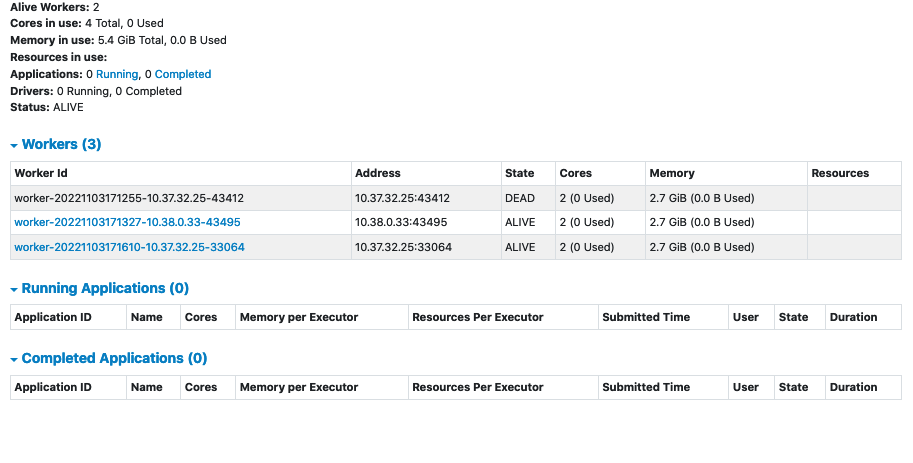 Alive Workers: 2
Cores in use: 4 Total, 0 Used
Memory in use: 5.4 GiB Total, 0.0 B Used
Resources in use:
Applications: 0 Running, 0 Completed
Drivers: 0 Running, 0 Completed
Status: ALIVE
Workers (3)
Worker Id Address State Cores Memory Resources
worker-20221103171255-10.37.32.25-43412 10.37.32.25:43412 DEAD 2 (0 Used) 2.7 GiB (0.0 B Used)
worker-20221103171327-10.38.0.33-43495 10.38.0.33:43495 ALIVE 2 (0 Used) 2.7 GiB (0.0 B Used)
worker-20221103171610-10.37.32.25-33064 10.37.32.25:33064 ALIVE 2 (0 Used) 2.7 GiB (0.0 B Used)
Running Applications (0)
Application ID Name Cores Memory per Executor Resources Per Executor Submitted Time User State Duration
Completed Applications (0)
Application ID Name Cores Memory per Executor Resources Per Executor Submitted Time User State Duration